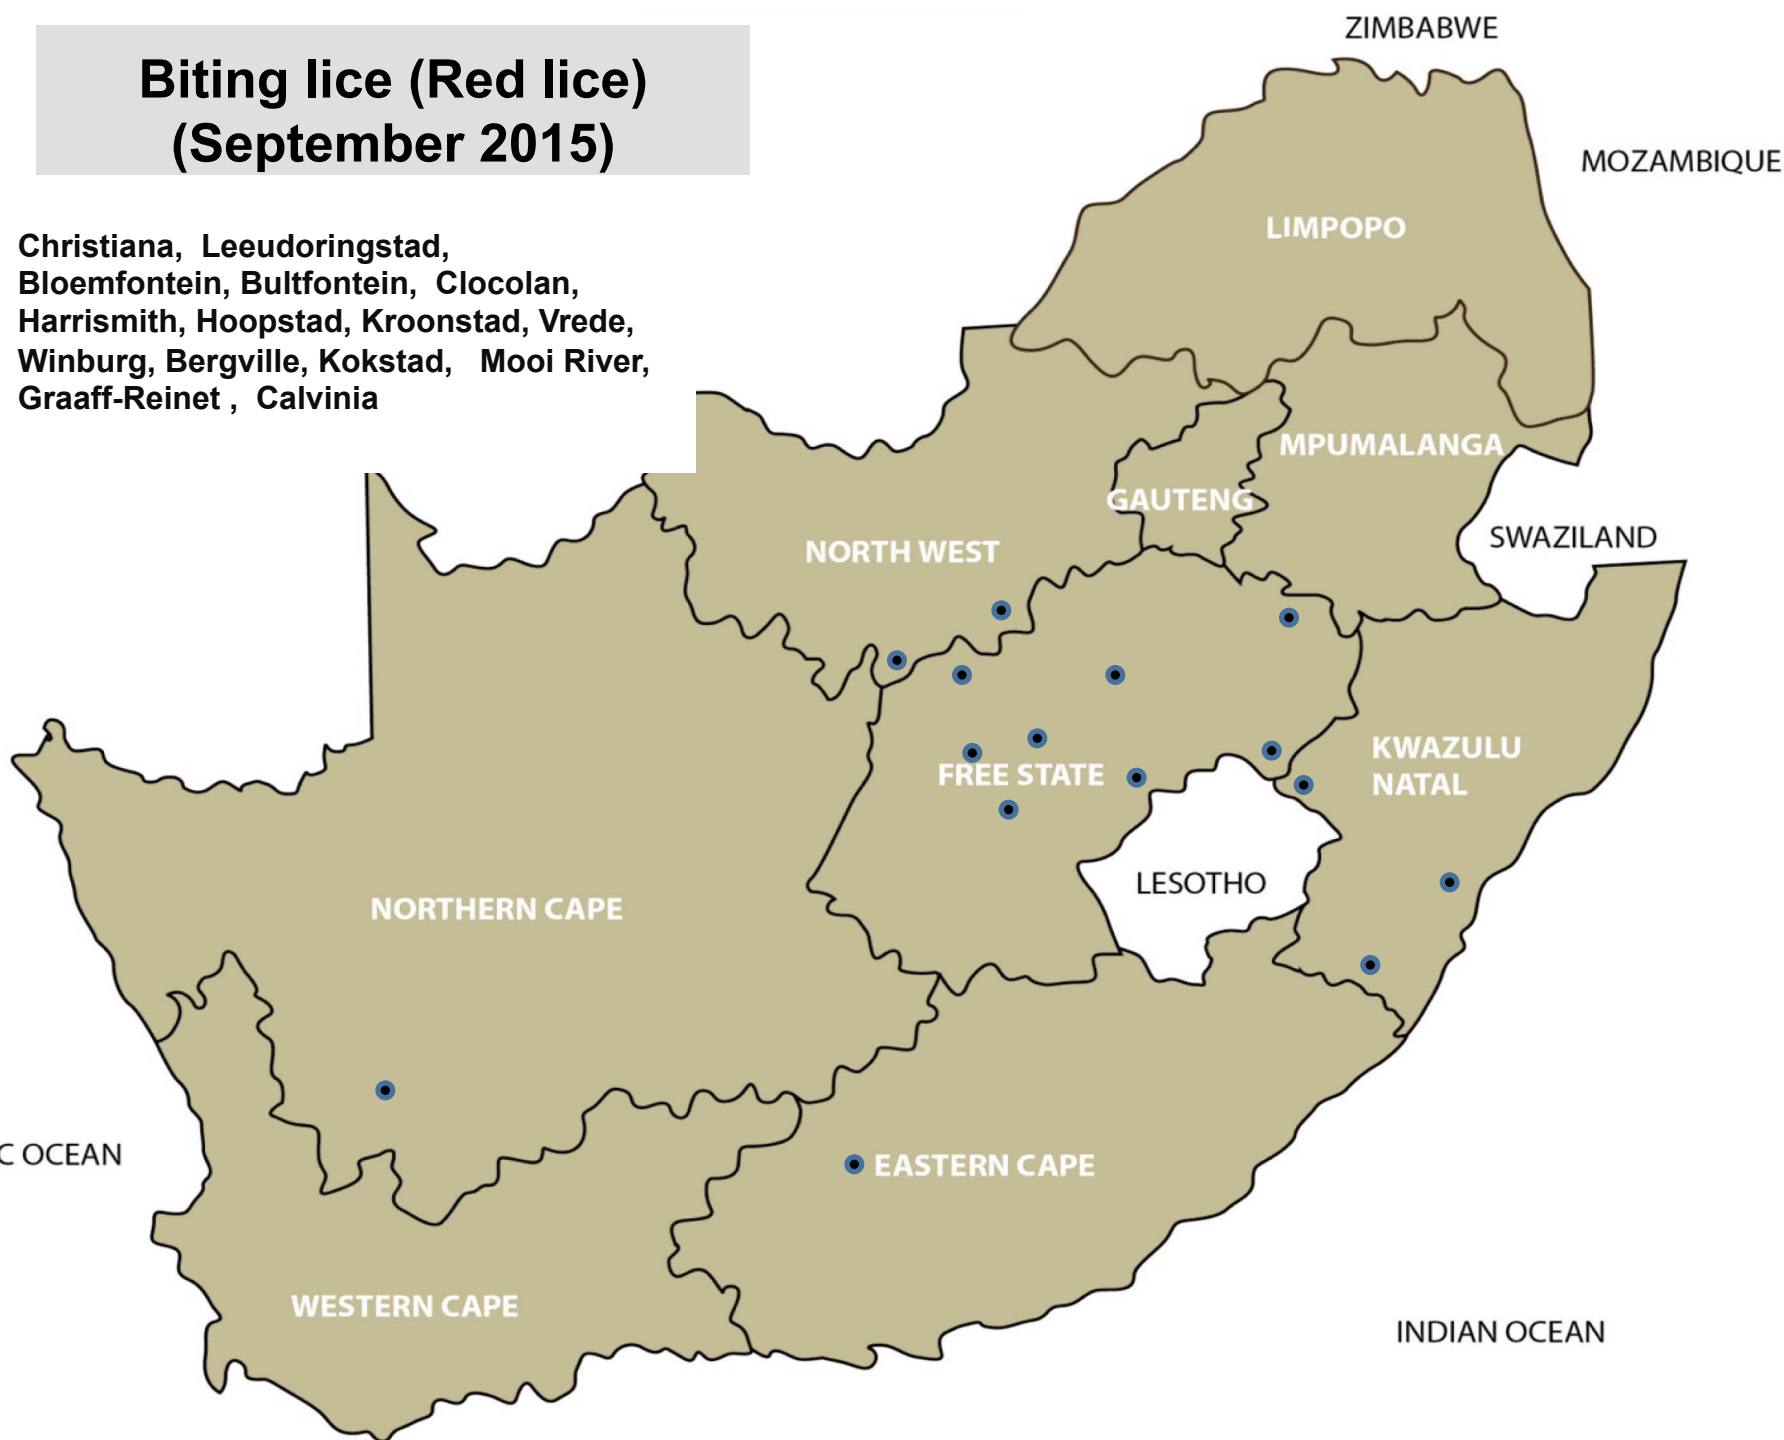 Biting lice (Red lice)
(September 2015)
Christiana, Leeudoringstad,
Bloemfontein, Bultfontein, Clocolan,
Harrismith, Hoopstad, Kroonstad, Vrede,
Winburg, Bergville, Kokstad, Mooi River,
Graaff-Reinet , Calvinia
ZIMBABWE
MOZAMBIQUE
LIMPOPO
MPUMALANGA
GAUTENG
NORTH WEST
SWAZILAND
KWAZULU
NATAL
FREE STATE
LESOTHO
NORTHERN CAPE
C OCEAN
EASTERN CAPE
WESTERN CAPE
INDIAN OCEAN